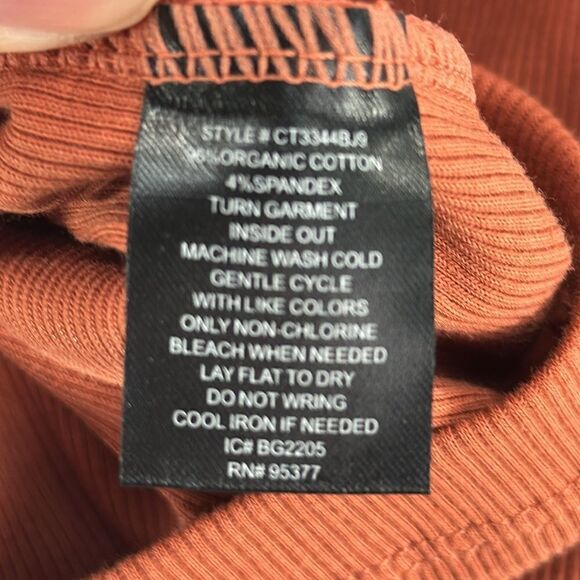 STYLE # CT3344BJ9
96%ORGANIC COTTON
4%SPANDEX
TURN GARMENT
INSIDE OUT
MACHINE WASH COLD
GENTLE CYCLE
WITH LIKE COLORS
ONLY NON-CHLORINE
BLEACH WHEN NEEDED
LAY FLAT TO DRY
DO NOT WRING
COOL IRON IF NEEDED
IC# BG2205
RN# 95377